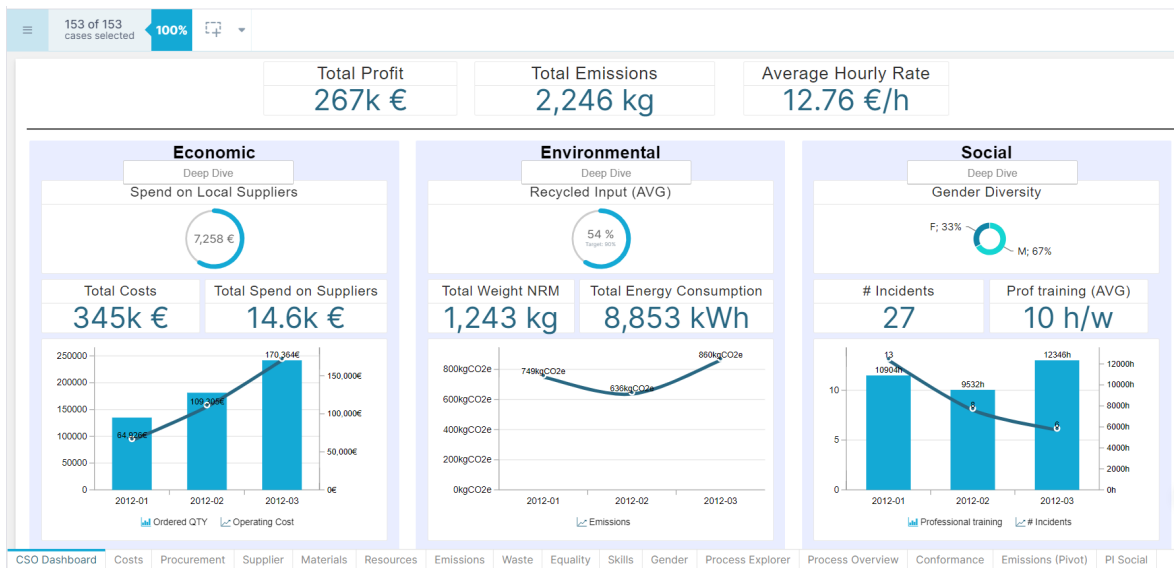 153 of 153
cases selected
100%
Total Profit
267k €
Total Emissions
2,246 kg
Average Hourly Rate
12.76 €/h
Economic
Deep Dive
Spend on Local Suppliers
7,258 €
Total Costs
345k €
Total Spend on Suppliers
14.6k €
250000
200000
150000
100000
50000
0
150,000€
100,000€
50,000€
0€
64,926€
170,364€
2012-01
2012-02
2012-03
Ordered QTY
Operating Cost
Environmental
Deep Dive
Recycled Input (AVG)
54 %
Target: 90%
Total Weight NRM
1,243 kg
Total Energy Consumption
8,853 kWh
800kgCO2e
600kgCO2e
400kgCO2e
200kgCO2e
0kgCO2e
749kgCO2e
636kgCO2e
860kgCO2e
2012-01
2012-02
2012-03
Emissions
Social
Deep Dive
Gender Diversity
F; 33%
M; 67%
# Incidents
27
Prof training (AVG)
10 h/w
10
5
0
12000h
10000h
8000h
6000h
4000h
2000h
0h
13
10904h
9532h
8
12346h
6
2012-01
2012-02
2012-03
Professional training
# Incidents
CSO Dashboard
Costs
Procurement
Supplier
Materials
Resources
Emissions
Waste
Equality
Skills
Gender
Process Explorer
Process Overview
Conformance
Emissions (Pivot)
PI Social